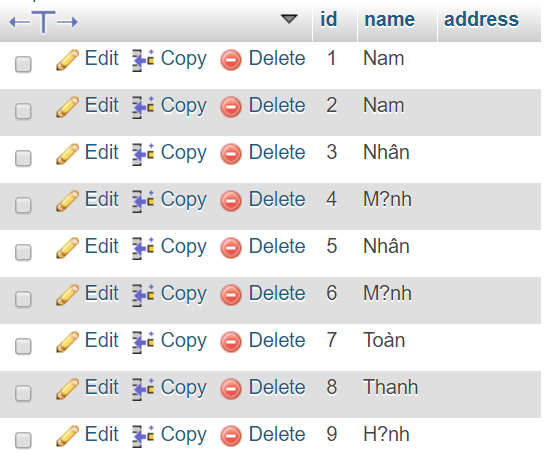 id name address
Edit Copy Delete 1 Nam
Edit Copy Delete 2 Nam
Edit Copy Delete 3 Nhân
Edit Copy Delete 4 M?nh
Edit Copy Delete 5 Nhân
Edit Copy Delete 6 M?nh
Edit Copy Delete 7 Toàn
Edit Copy Delete 8 Thanh
Edit Copy Delete 9 H?nh